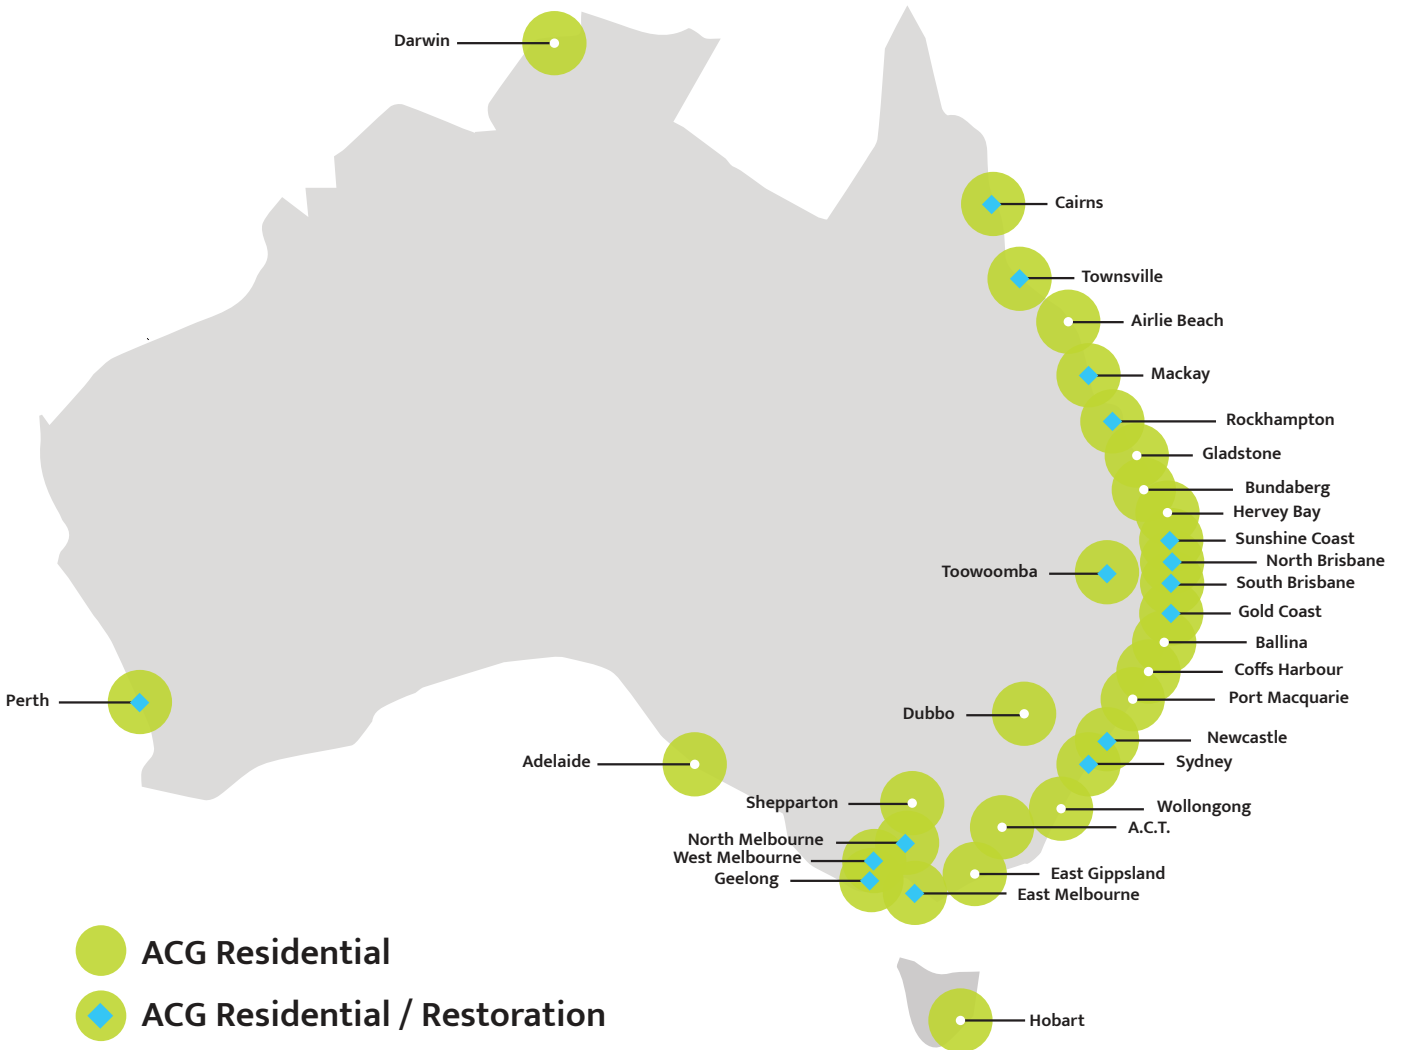 Darwin
Cairns
Townsville
Airlie Beach
Mackay
Rockhampton
Gladstone
Bundaberg
Hervey Bay
Sunshine Coast
North Brisbane
Toowoomba
South Brisbane
Gold Coast
Ballina
Coffs Harbour
Perth
Port Macquarie
Dubbo
Newcastle
Adelaide
Sydney
Shepparton
Wollongong
A.C.T.
North Melbourne
West Melbourne
East Gippsland
Geelong
East Melbourne
ACG Residential
ACG Residential / Restoration
Hobart